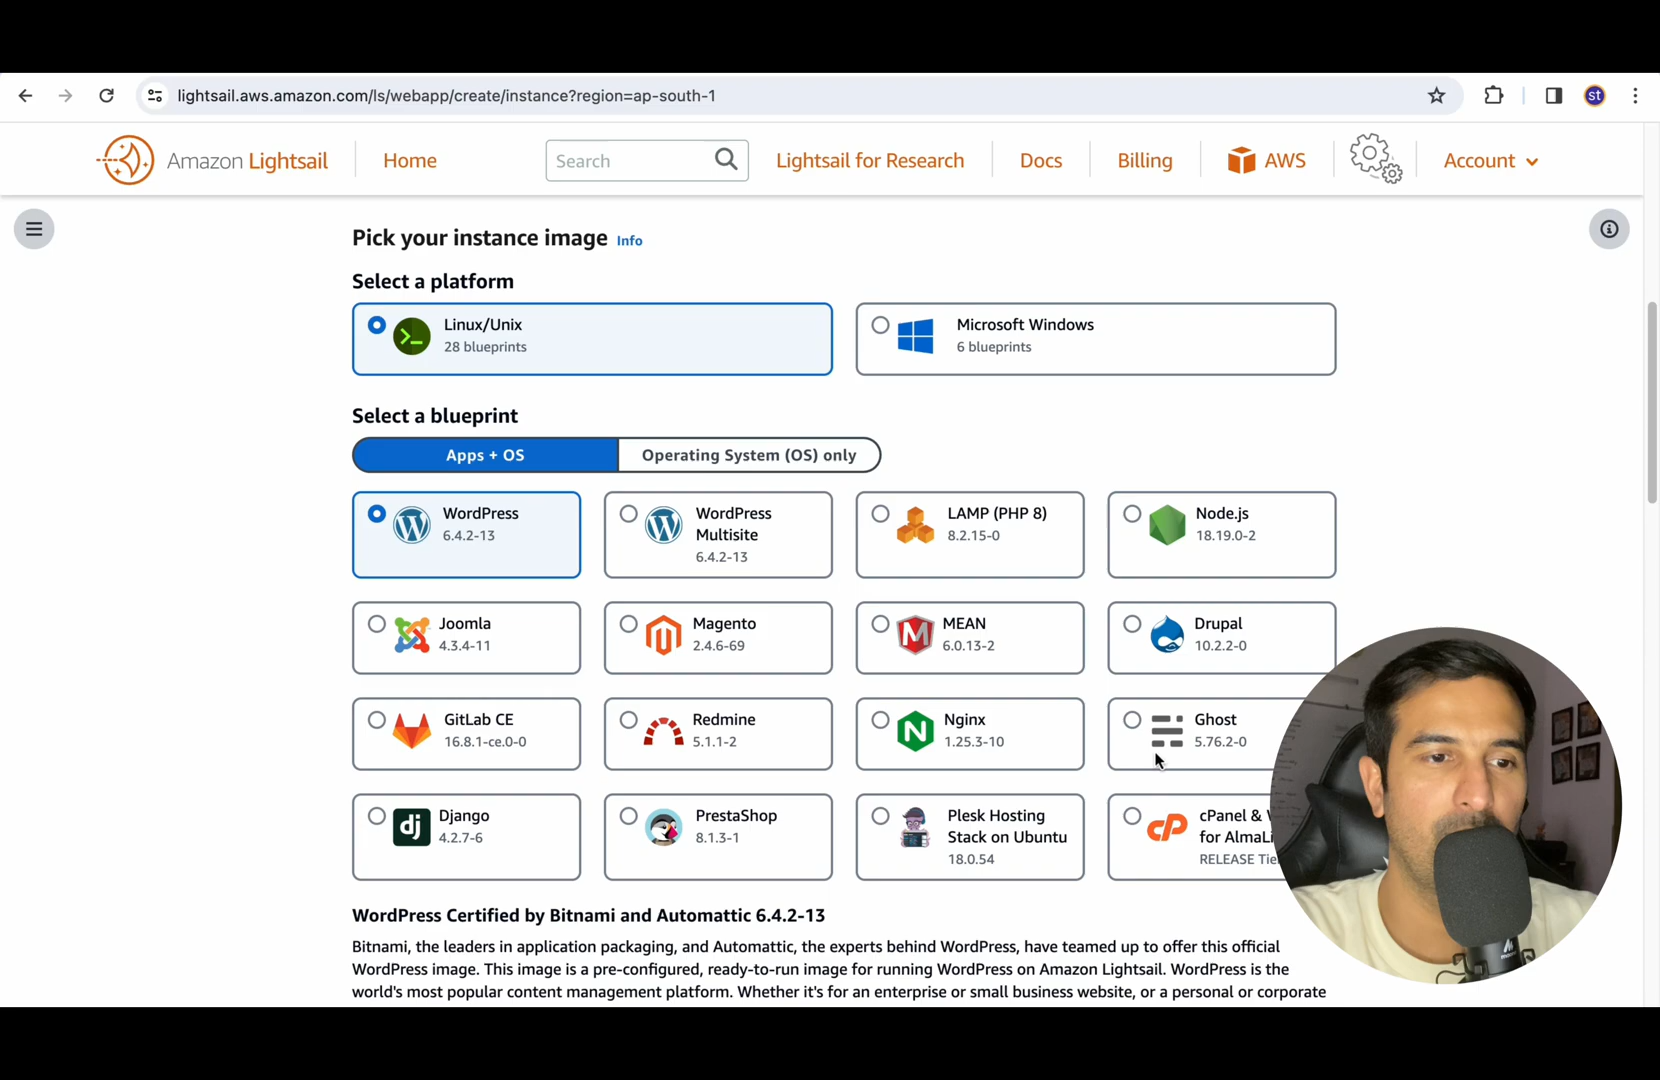 lightsail.aws.amazon.com/ls/webapp/create/instance?region=ap-south-1
st
Amazon Lightsail
Home
Search
Lightsail for Research
Docs
Billing
AWS
Account
Pick your instance image Info
Select a platform
Linux/Unix
28 blueprints
Microsoft Windows
6 blueprints
Select a blueprint
Apps + OS
Operating System (OS) only
WordPress
6.4.2-13
WordPress
Multisite
6.4.2-13
LAMP (PHP 8)
8.2.15-0
Node.js
18.19.0-2
Joomla
4.3.4-11
Magento
2.4.6-69
MEAN
6.0.13-2
Drupal
10.2.2-0
GitLab CE
16.8.1-ce.0-0
Redmine
5.1.1-2
Nginx
1.25.3-10
Ghost
5.76.2-0
dj
Django
4.2.7-6
PrestaShop
8.1.3-1
Plesk Hosting
Stack on Ubuntu
18.0.54
cP
cPanel &
for
RELEASE
WordPress Certified by Bitnami and Automattic 6.4.2-13
Bitnami, the leaders in application packaging, and Automattic, the experts behind WordPress, have teamed up to offer this official
WordPress image. This image is a pre-configured, ready-to-run image for running WordPress on Amazon Lightsail. WordPress is the
world's most popular content management platform. Whether it's for an enterprise or small business website, or a personal or corporate